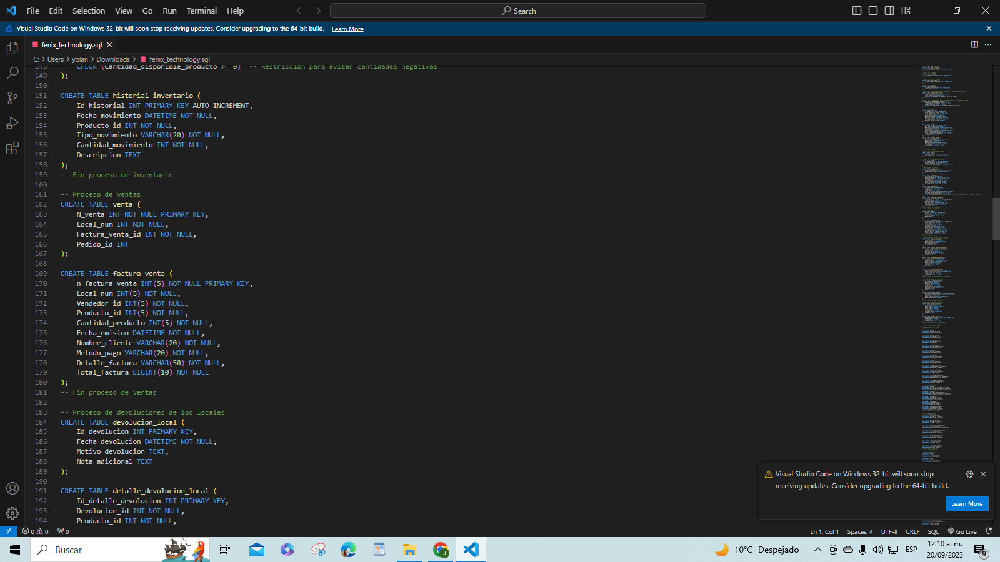 File Edit Selection View Go Run Terminal Help
Search
Visual Studio Code on Windows 32-bit will soon stop receiving updates. Consider upgrading to the 64-bit build. Learn More
fenix_technology.sql
C: > Users > yolan > Downloads > fenix_technology.sql
148 CHECK (Cantidad_disponible_producto >= 0) -- Restriccion para evitar cantidades negativas
149 );
150
151 CREATE TABLE historial_inventario (
152 Id_historial INT PRIMARY KEY AUTO_INCREMENT,
153 Fecha_movimiento DATETIME NOT NULL,
154 Producto_id INT NOT NULL,
155 Tipo_movimiento VARCHAR(20) NOT NULL,
156 Cantidad_movimiento INT NOT NULL,
157 Descripcion TEXT
158 );
159 -- Fin proceso de inventario
160
161 -- Proceso de ventas
162 CREATE TABLE venta (
163 N_venta INT NOT NULL PRIMARY KEY,
164 Local_num INT NOT NULL,
165 Factura_venta_id INT NOT NULL,
166 Pedido_id INT
167 );
168
169 CREATE TABLE factura_venta (
170 n_factura_venta INT(5) NOT NULL PRIMARY KEY,
171 Local_num INT(5) NOT NULL,
172 Vendedor_id INT(5) NOT NULL,
173 Producto_id INT(5) NOT NULL,
174 Cantidad_producto INT(5) NOT NULL,
175 Fecha_emision DATETIME NOT NULL,
176 Nombre_cliente VARCHAR(20) NOT NULL,
177 Metodo_pago VARCHAR(20) NOT NULL,
178 Detalle_factura VARCHAR(50) NOT NULL,
179 Total_factura BIGINT(10) NOT NULL
180 );
181 -- Fin proceso de ventas
182
183 -- Proceso de devoluciones de los locales
184 CREATE TABLE devolucion_local (
185 Id_devolucion INT PRIMARY KEY,
186 Fecha_devolucion DATETIME NOT NULL,
187 Motivo_devolucion TEXT,
188 Nota_adicional TEXT
189 );
190
191 CREATE TABLE detalle_devolucion_local (
192 Id_detalle_devolucion INT PRIMARY KEY,
193 Devolucion_id INT NOT NULL,
194 Producto_id INT NOT NULL,
Visual Studio Code on Windows 32-bit will soon stop
receiving updates. Consider upgrading to the 64-bit build.
Learn More
0 0 0
Ln 1, Col 1 Spaces: 4 UTF-8 CRLF SQL Go Live
Buscar
10°C Despejado
ESP
12:10 a. m.
20/09/2023
9